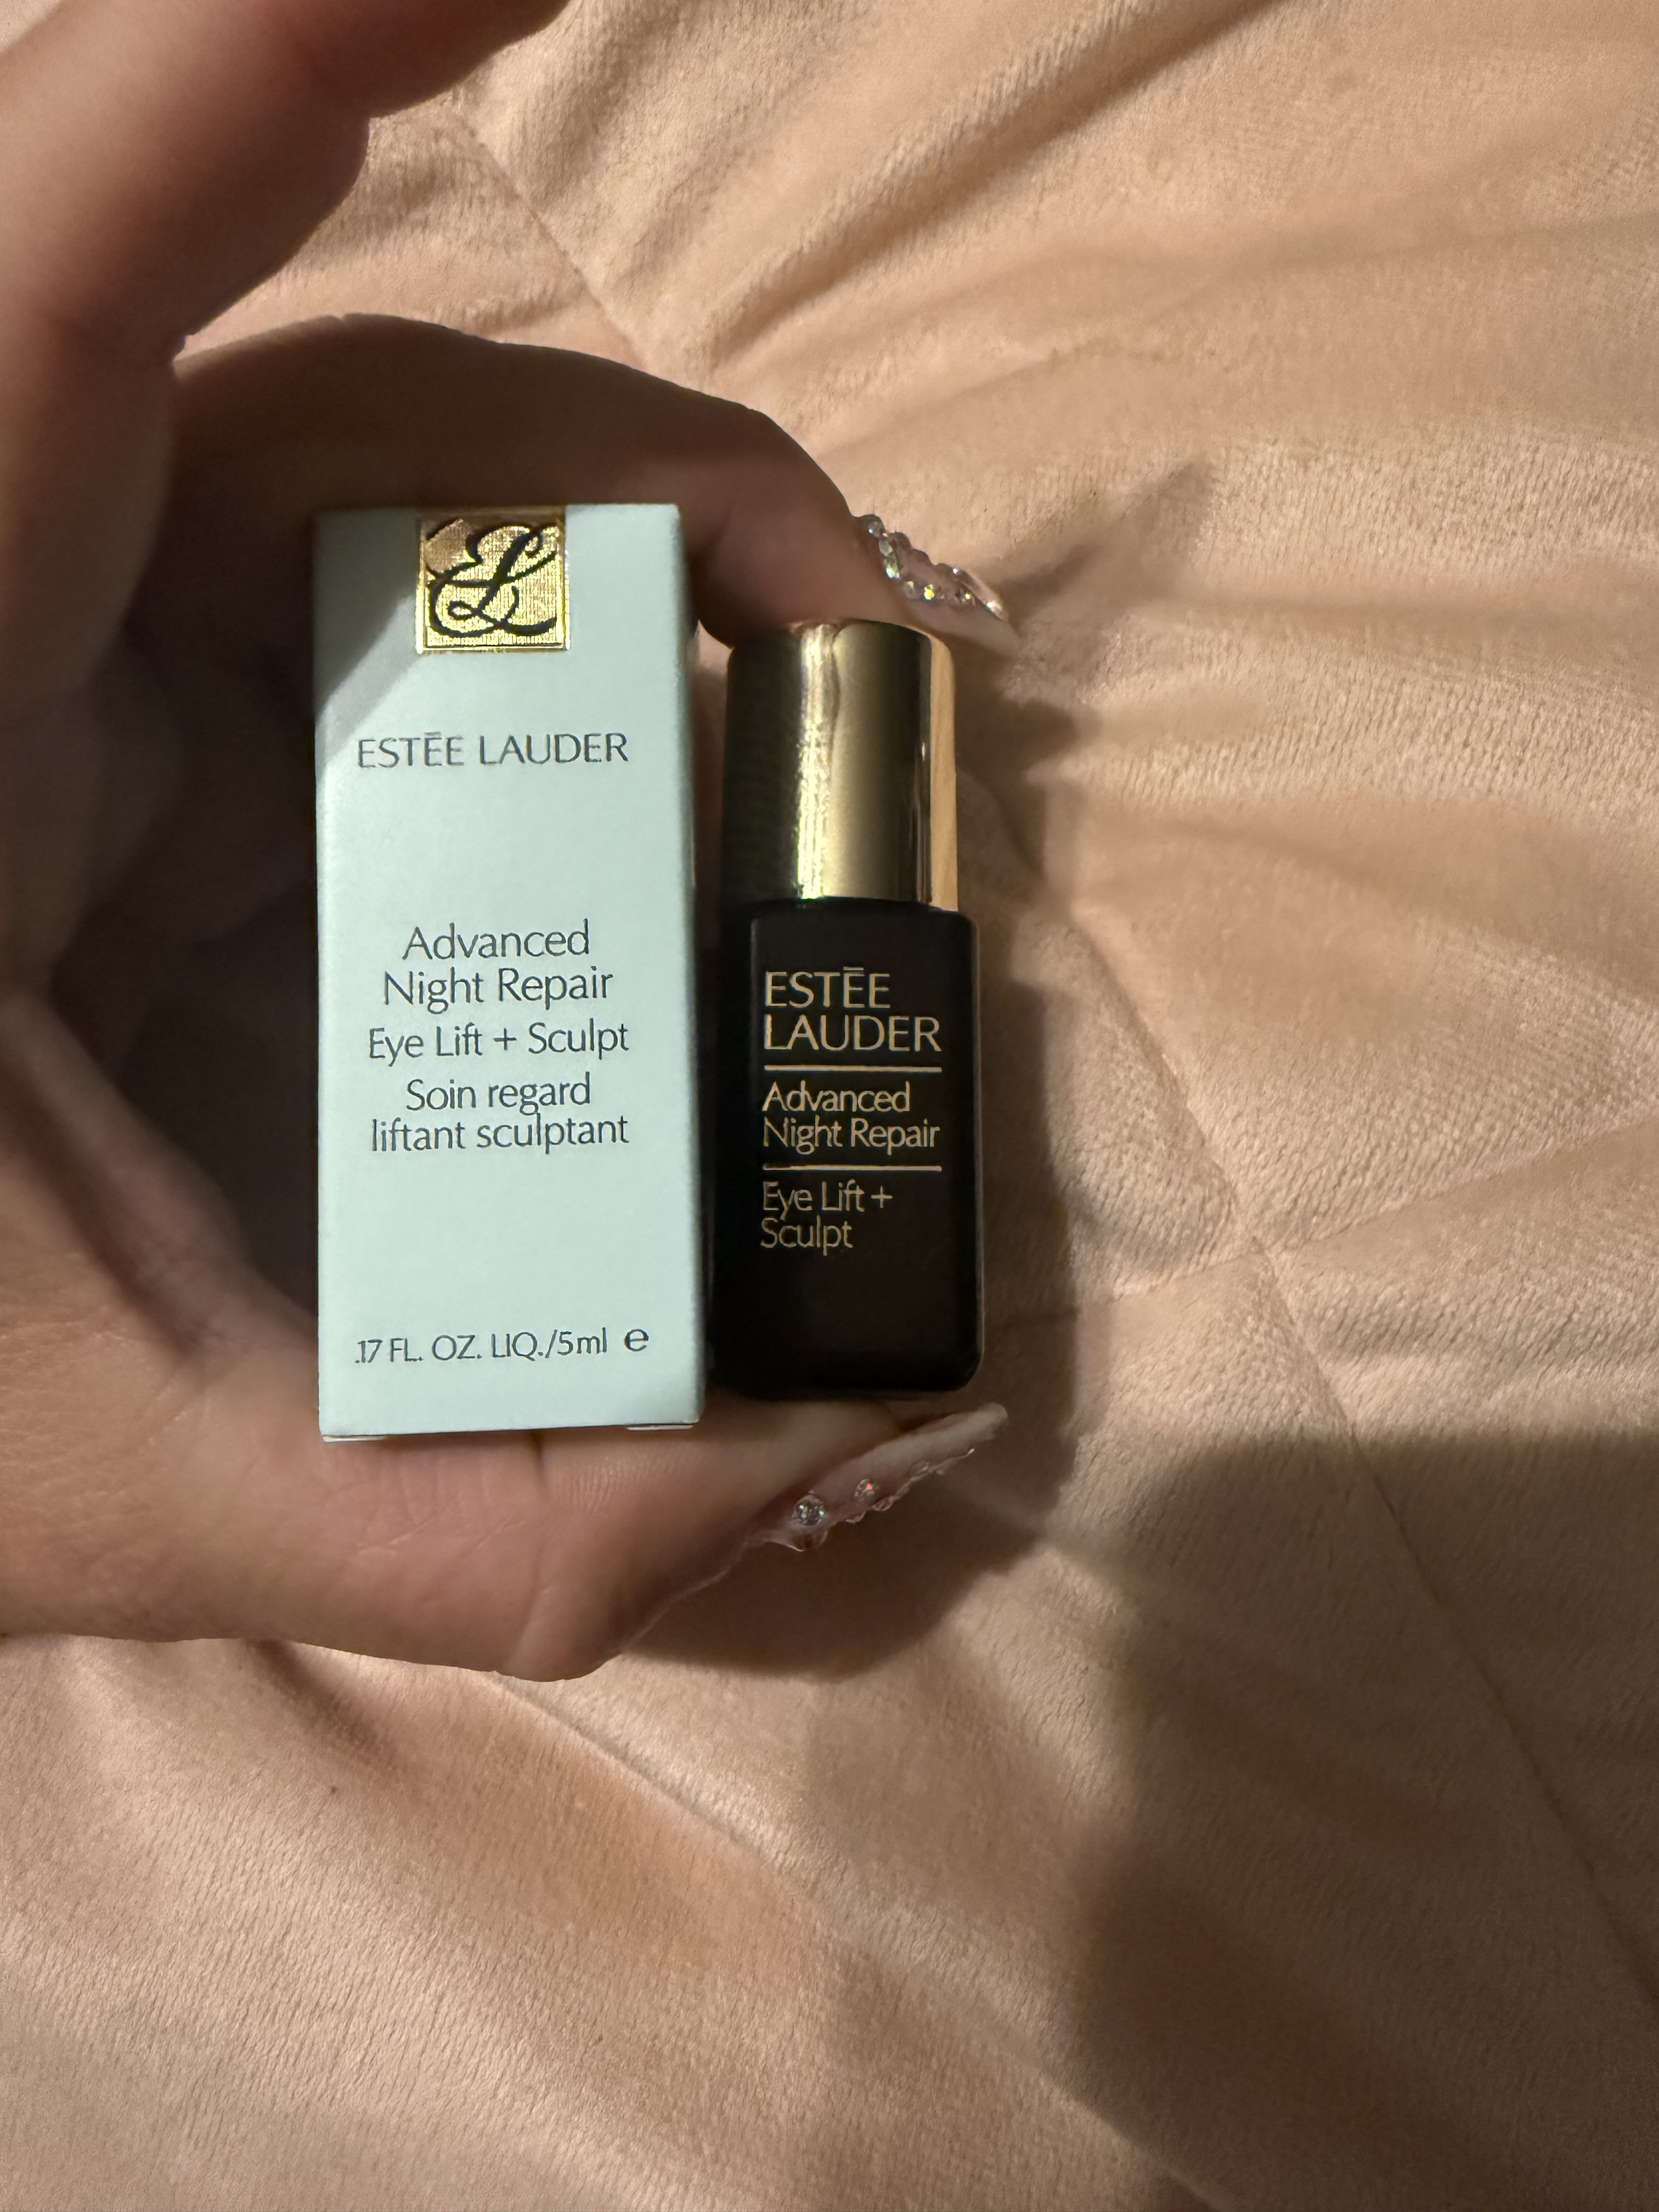 ESTĒE LAUDER
Advanced
Night Repair
Eye Lift + Sculpt
Soin regard
liftant sculptant
.17 FL. OZ. LIQ./5ml ℮
ESTĒE
LAUDER
Advanced
Night Repair
Eye Lift +
Sculpt